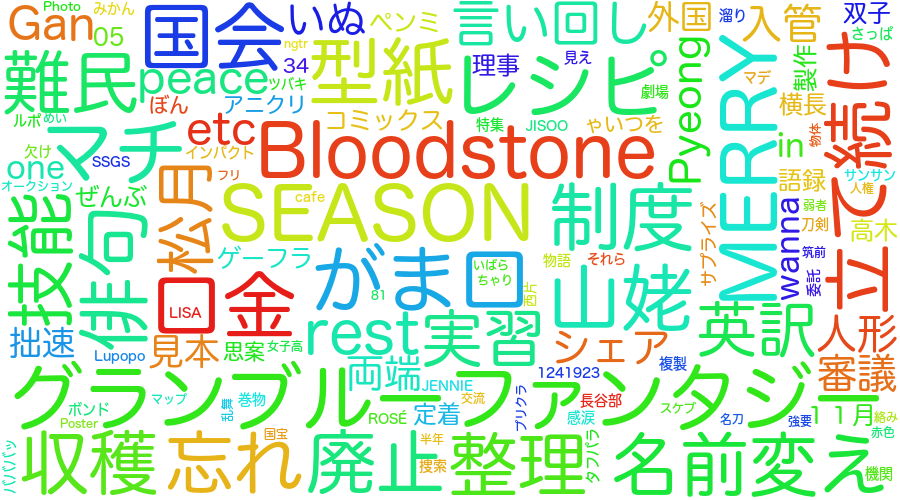 Photo
みかん
Gan
05
国会
いぬ
ペンミ
言い回し
外国
溜り
入管
双子
さっぱ
ngtr
34
理事
見え
マデ
製作
難民
peace
ツバキ
型紙
レシピ
劇場
横長
立て続け
ルポ
めい
ぼん
アニクリ
コミックス
特集
JISOO
ゃいつを
Pyeong
MERRY
in
物体
欠け
SSGS
マチ
etc
Bloodstone
one
インパクト
フリ
オークション
ぜんぶ
松月
SEASON
cafe
制度
語録
サンサン
人権
wanna
弱者
刀剣
高木
技能
俳句
ゲーフラ
がま
いばら
ちゃり
物語
それら
サプライズ
筑前
委託
西片
山姥
LISA
金
81
拙速
Lupopo
見本
思案
女子高
rest
実習
シェア
英訳
人形
両端
JENNIE
1241923
複製
審議
グランブルーファンタジー
ボンド
Poster
マップ
乱舞
巻物
ROSÉ
定着
交流
プリクラ
感涙
長谷部
スケブ
名刀
強要
11月
絡み
赤色
バババッ
収穫
忘れ
国宝
廃止
半年
捜索
整理
タフバラ
名前変え
機関